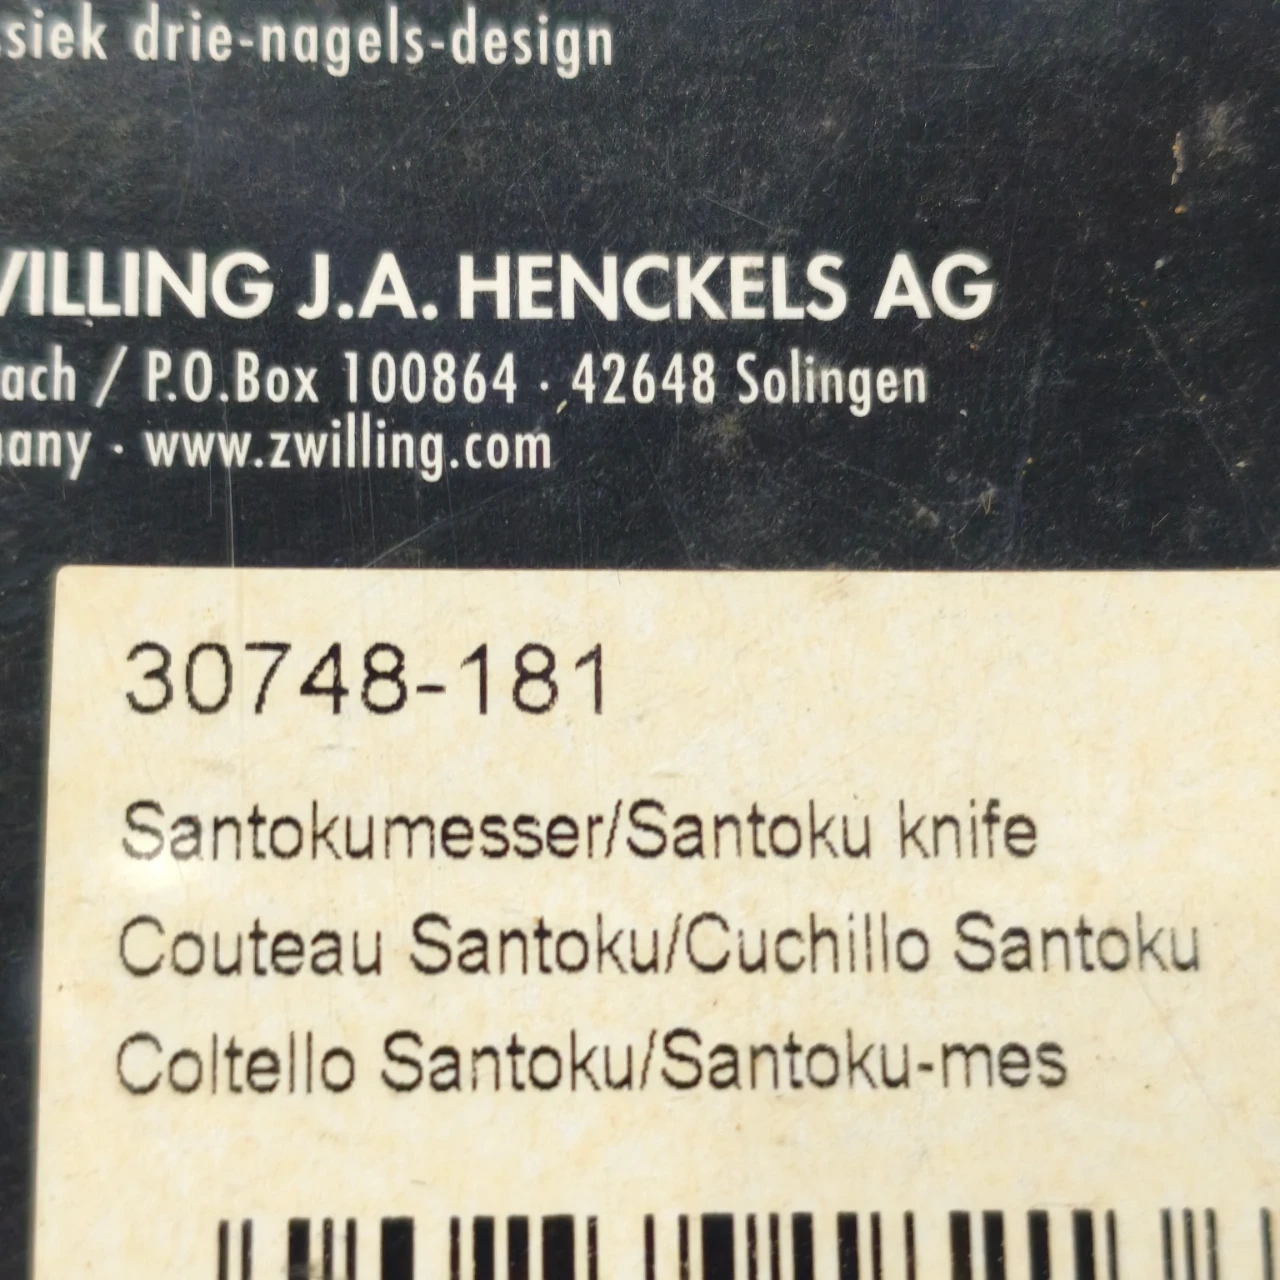 siek drie-nagels-design
WILLING J.A. HENCKELS AG
ach / P.O.Box 100864 · 42648 Solingen
any · www.zwilling.com
30748-181
Santokumesser/Santoku knife
Couteau Santoku/Cuchillo Santoku
Coltello Santoku/Santoku-mes